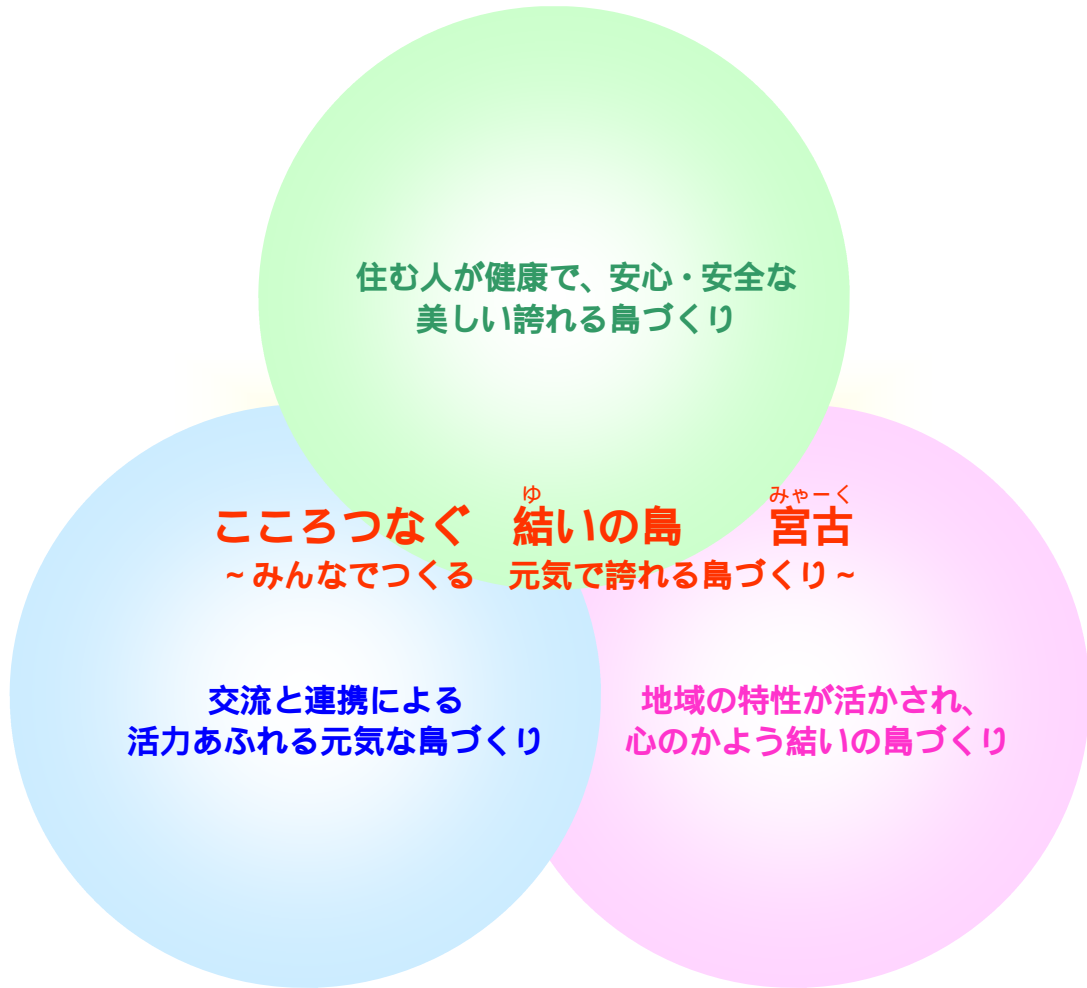 住む人が健康で、安心・安全な
美しい誇れる島づくり
ゆ みゃーく
こころつなぐ 結いの島 宮古
~みんなでつくる 元気で誇れる島づくり~
交流と連携による
活力あふれる元気な島づくり
地域の特性が活かされ、
心のかよう結いの島づくり